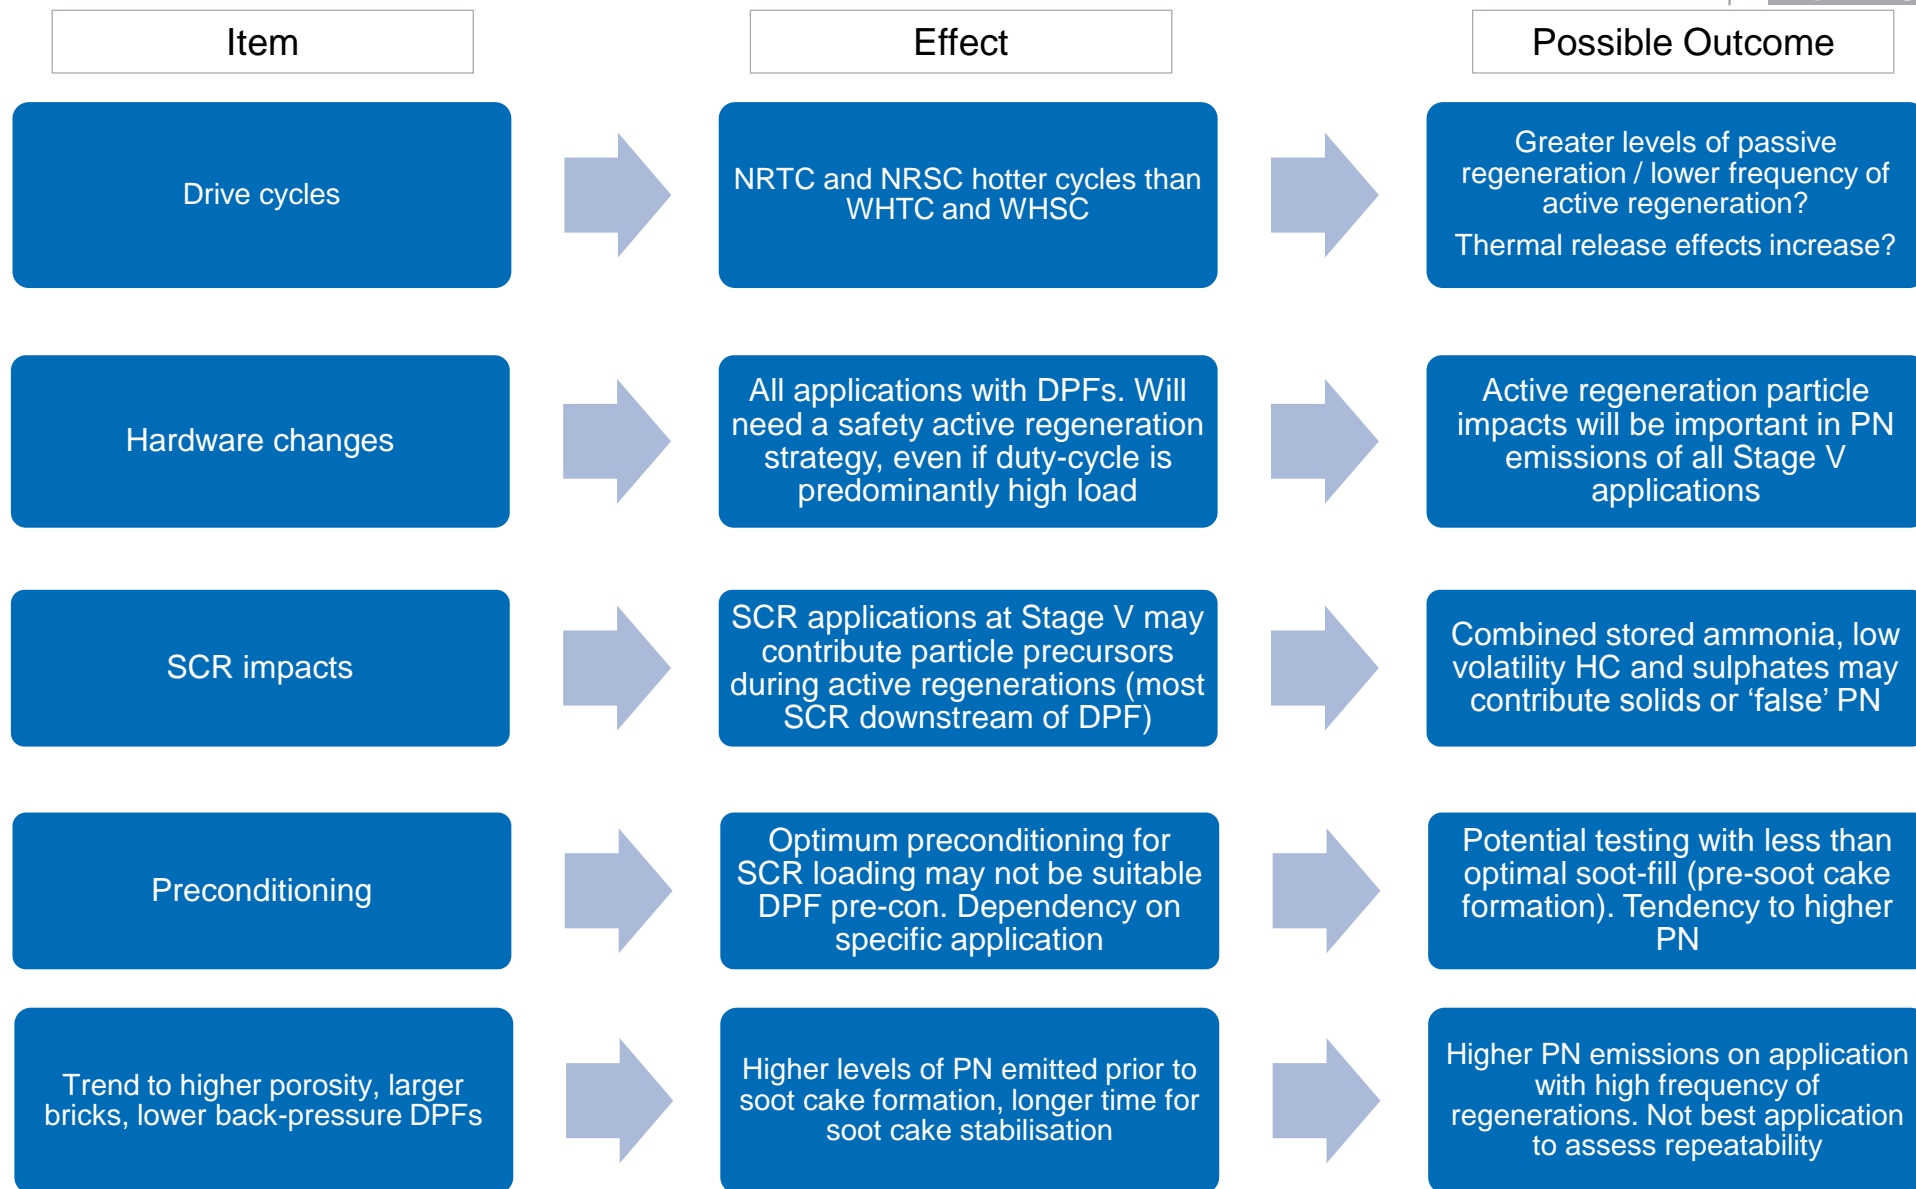 Item
Effect
Possible Outcome
Drive cycles
NRTC and NRSC hotter cycles than
WHTC and WHSC
Greater levels of passive
regeneration / lower frequency of
active regeneration?
Thermal release effects increase?
Hardware changes
All applications with DPFs. Will
need a safety active regeneration
strategy, even if duty-cycle is
predominantly high load
Active regeneration particle
impacts will be important in PN
emissions of all Stage V
applications
SCR impacts
SCR applications at Stage V may
contribute particle precursors
during active regenerations (most
SCR downstream of DPF)
Combined stored ammonia, low
volatility HC and sulphates may
contribute solids or ‘false’ PN
Preconditioning
Optimum preconditioning for
SCR loading may not be suitable
DPF pre-con. Dependency on
specific application
Potential testing with less than
optimal soot-fill (pre-soot cake
formation). Tendency to higher
PN
Trend to higher porosity, larger
bricks, lower back-pressure DPFs
Higher levels of PN emitted prior to
soot cake formation, longer time for
soot cake stabilisation
Higher PN emissions on application
with high frequency of
regenerations. Not best application
to assess repeatability